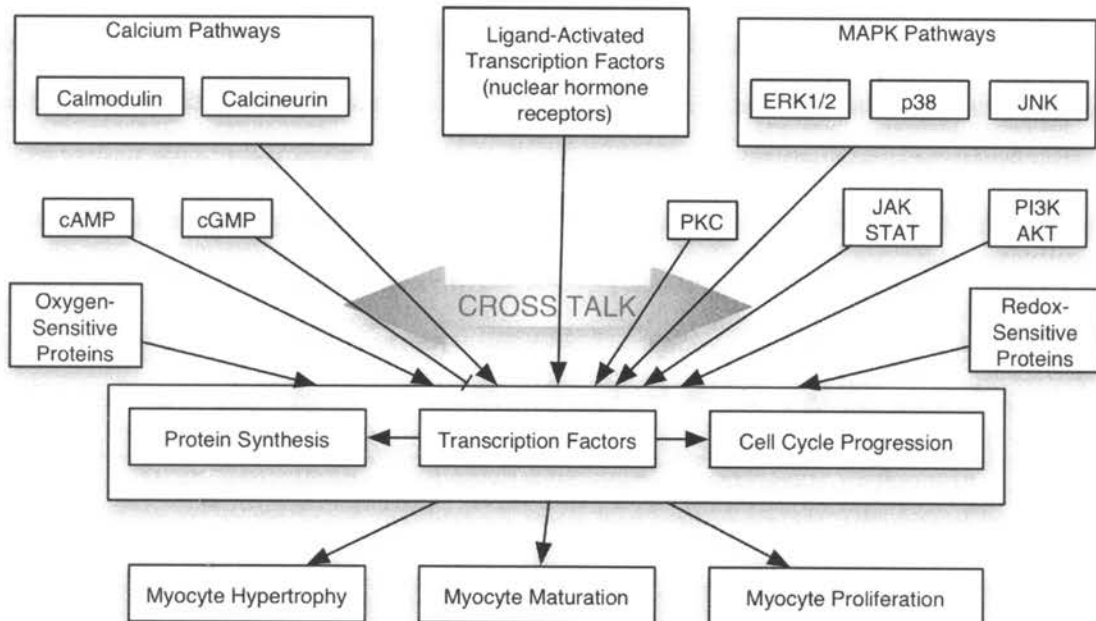 Calcium Pathways
Calmodulin
Calcineurin
Ligand-Activated
Transcription Factors
(nuclear hormone
receptors)
MAPK Pathways
ERK1/2
p38
JNK
cAMP
cGMP
PKC
JAK
STAT
PI3K
AKT
Oxygen-
Sensitive
Proteins
CROSS TALK
Redox-
Sensitive
Proteins
Protein Synthesis
Transcription Factors
Cell Cycle Progression
Myocyte Hypertrophy
Myocyte Maturation
Myocyte Proliferation